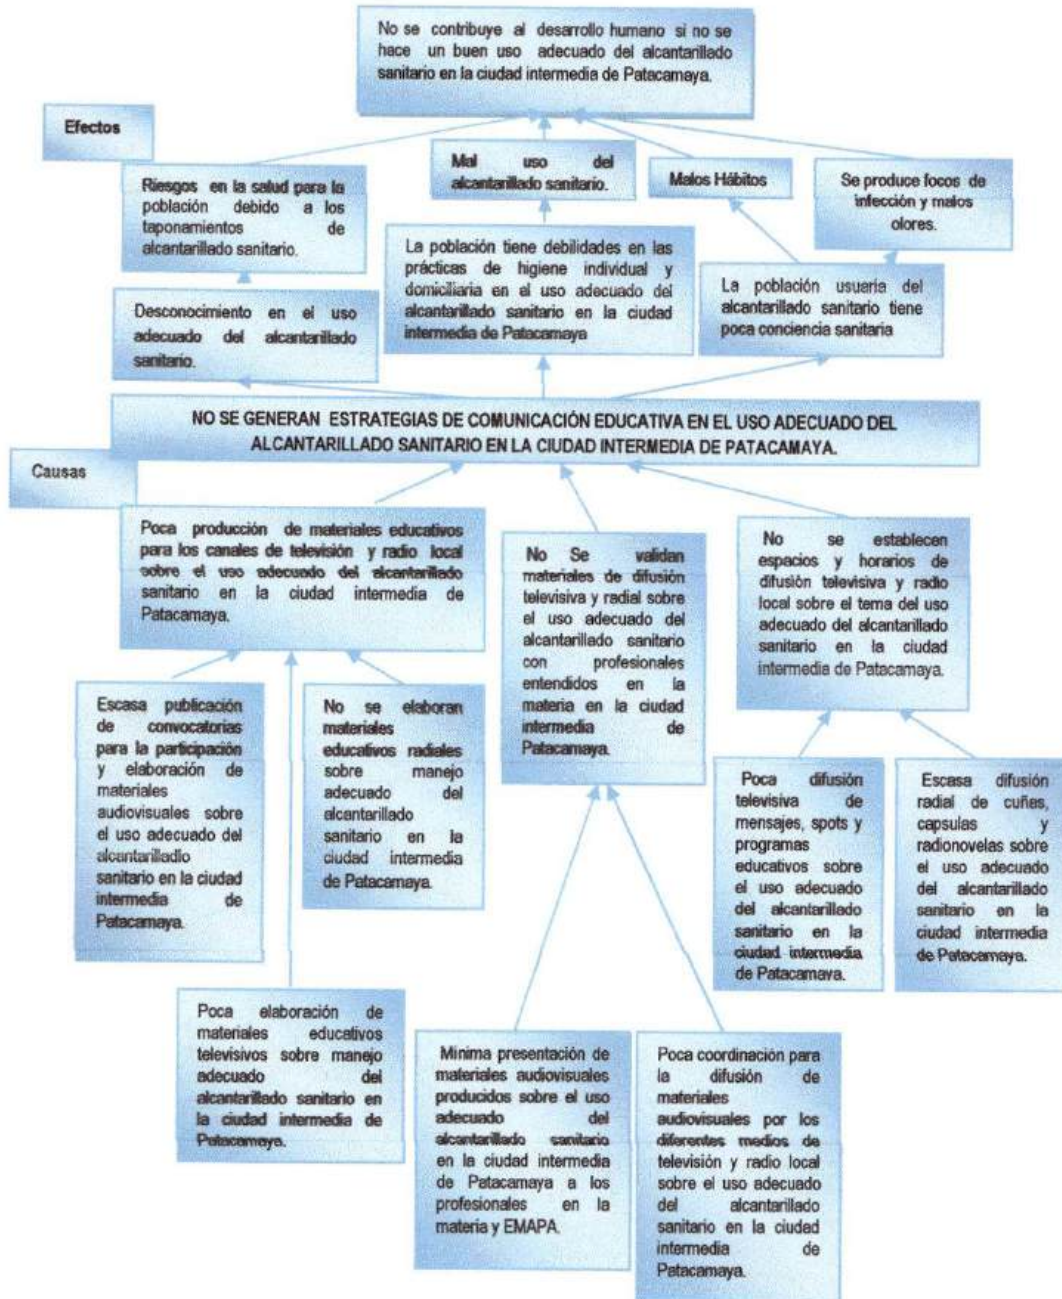 No se contribuye al desarrollo humano si no se
hace un buen uso adecuado del alcantarillado
sanitario en la ciudad intermedia de Patacamaya.
Efectos
Riesgos en la salud para la
población debido a los
taponamientos de
alcantarillado sanitario.
Mal uso del
alcantarillado sanitario.
Malos Hábitos
Se produce focos de
infección y malos
olores.
Desconocimiento en el uso
adecuado del alcantarillado
sanitario.
La población tiene debilidades en las
prácticas de higiene individual y
domiciliaria en el uso adecuado del
alcantarillado sanitario en la ciudad
intermedia de Patacamaya
La población usuaria del
alcantarillado sanitario tiene
poca conciencia sanitaria
NO SE GENERAN ESTRATEGIAS DE COMUNICACIÓN EDUCATIVA EN EL USO ADECUADO DEL
ALCANTARILLADO SANITARIO EN LA CIUDAD INTERMEDIA DE PATACAMAYA.
Causas
Poca producción de materiales educativos
para los canales de televisión y radio local
sobre el uso adecuado del alcantarillado
sanitario en la ciudad intermedia de
Patacamaya.
No Se validan
materiales de difusión
televisiva y radial sobre
el uso adecuado del
alcantarillado sanitario
con profesionales
entendidos en la
materia en la ciudad
intermedia de
Patacamaya.
No se establecen
espacios y horarios de
difusión televisiva y radio
local sobre el tema del uso
adecuado del alcantarillado
sanitario en la ciudad
intermedia de Patacamaya.
Escasa publicación
de convocatorias
para la participación
y elaboración de
materiales
audiovisuales sobre
el uso adecuado del
alcantarilladlo
sanitario en la ciudad
intermedia de
Patacamaya.
No se elaboran
materiales
educativos radiales
sobre manejo
adecuado del
alcantarillado
sanitario en la
ciudad intermedia
de Patacamaya.
Poca difusión
televisiva de
mensajes, spots y
programas
educativos sobre
el uso adecuado
del alcantarillado
sanitario en la
ciudad intermedia
de Patacamaya.
Escasa difusión
radial de cuñas,
capsulas y
radionovelas sobre
el uso adecuado
del alcantarillado
sanitario en la
ciudad intermedia
de Patacamaya.
Poca elaboración de
materiales educativos
televisivos sobre manejo
adecuado del
alcantarillado sanitario en
la ciudad intermedia de
Patacamaya.
Mínima presentación de
materiales audiovisuales
producidos sobre el uso
adecuado del
alcantarillado sanitario
en la ciudad intermedia
de Patacamaya a los
profesionales en la
materia y EMAPA.
Poca coordinación para
la difusión de
materiales
audiovisuales por los
diferentes medios de
televisión y radio local
sobre el uso adecuado
del alcantarillado
sanitario en la ciudad
intermedia de
Patacamaya.